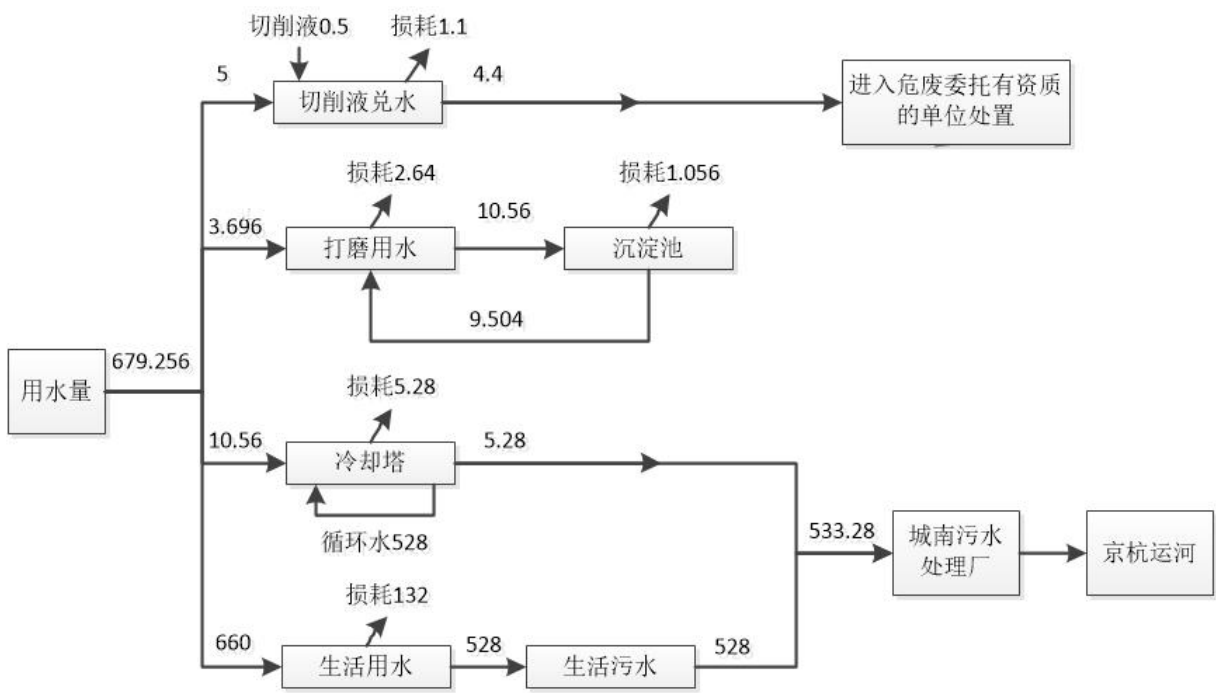 切削液0.5
损耗1.1
5
4.4
切削液兑水
进入危废委托有资质
的单位处置
损耗2.64
损耗1.056
3.696
10.56
打磨用水
沉淀池
9.504
679.256
用水量
损耗5.28
10.56
5.28
冷却塔
循环水528
533.28
城南污水
处理厂
京杭运河
损耗132
660
528
528
生活用水
生活污水